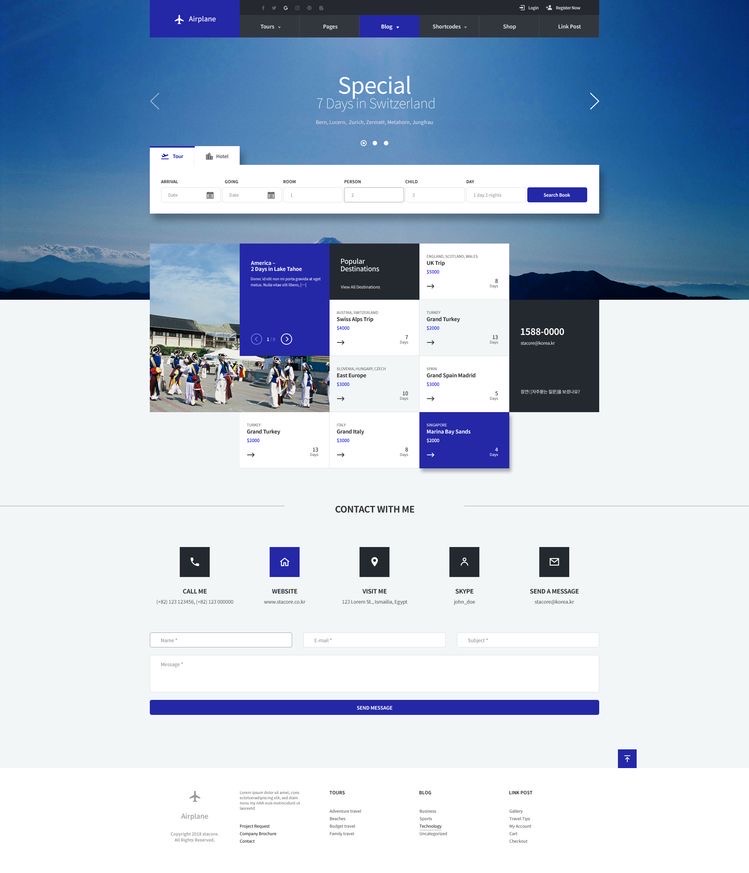 Airplane
Login
Register Now
Tours
Pages
Blog
Shortcodes
Shop
Link Post
Special
7 Days in Switzerland
Bern, Lucern, Zurich, Zermatt, Metahorn, Jungfrau
Tour
Hotel
ARRIVAL
GOING
ROOM
PERSON
CHILD
DAY
Date
Date
1
2
3
1 day 2 nights
Search Book
America –
2 Days in Lake Tahoe
Donec id elit non mi porta gravida at eget
metus. Nulla vitae elit libero, [···]
1 / 8
Popular
Destinations
View All Destinations
ENGLAND, SCOTLAND, WALES
UK Trip
$5000
8
Days
AUSTRIA, SWITZERLAND
Swiss Alps Trip
$4000
7
Days
TURKEY
Grand Turkey
$2000
13
Days
SLOVENIA, HUNGARY, CZECH
East Europe
$3000
10
Days
SPAIN
Grand Spain Madrid
$3000
5
Days
1588-0000
stacore@korea.kr
TURKEY
Grand Turkey
$2000
13
Days
ITALY
Grand Italy
$3000
8
Days
SINGAPORE
Marina Bay Sands
$2000
4
Days
CONTACT WITH ME
CALL ME
(+82) 123 123456, (+82) 123 000000
WEBSITE
www.stacore.co.kr
VISIT ME
123 Lorem St., Ismailia, Egypt
SKYPE
john_doe
SEND A MESSAGE
stacore@korea.kr
Name *
E-mail *
Subject *
Message *
SEND MESSAGE
Airplane
Copyright 2018 stacore.
All Rights Reserved.
Lorem ipsum dolor sit amet, cons
Project Request
Company Brochure
Contact
TOURS
Adventure travel
Beaches
Budget travel
Family travel
BLOG
Business
Sports
Technology
Uncategorized
LINK POST
Gallery
Travel Tips
My Account
Cart
Checkout